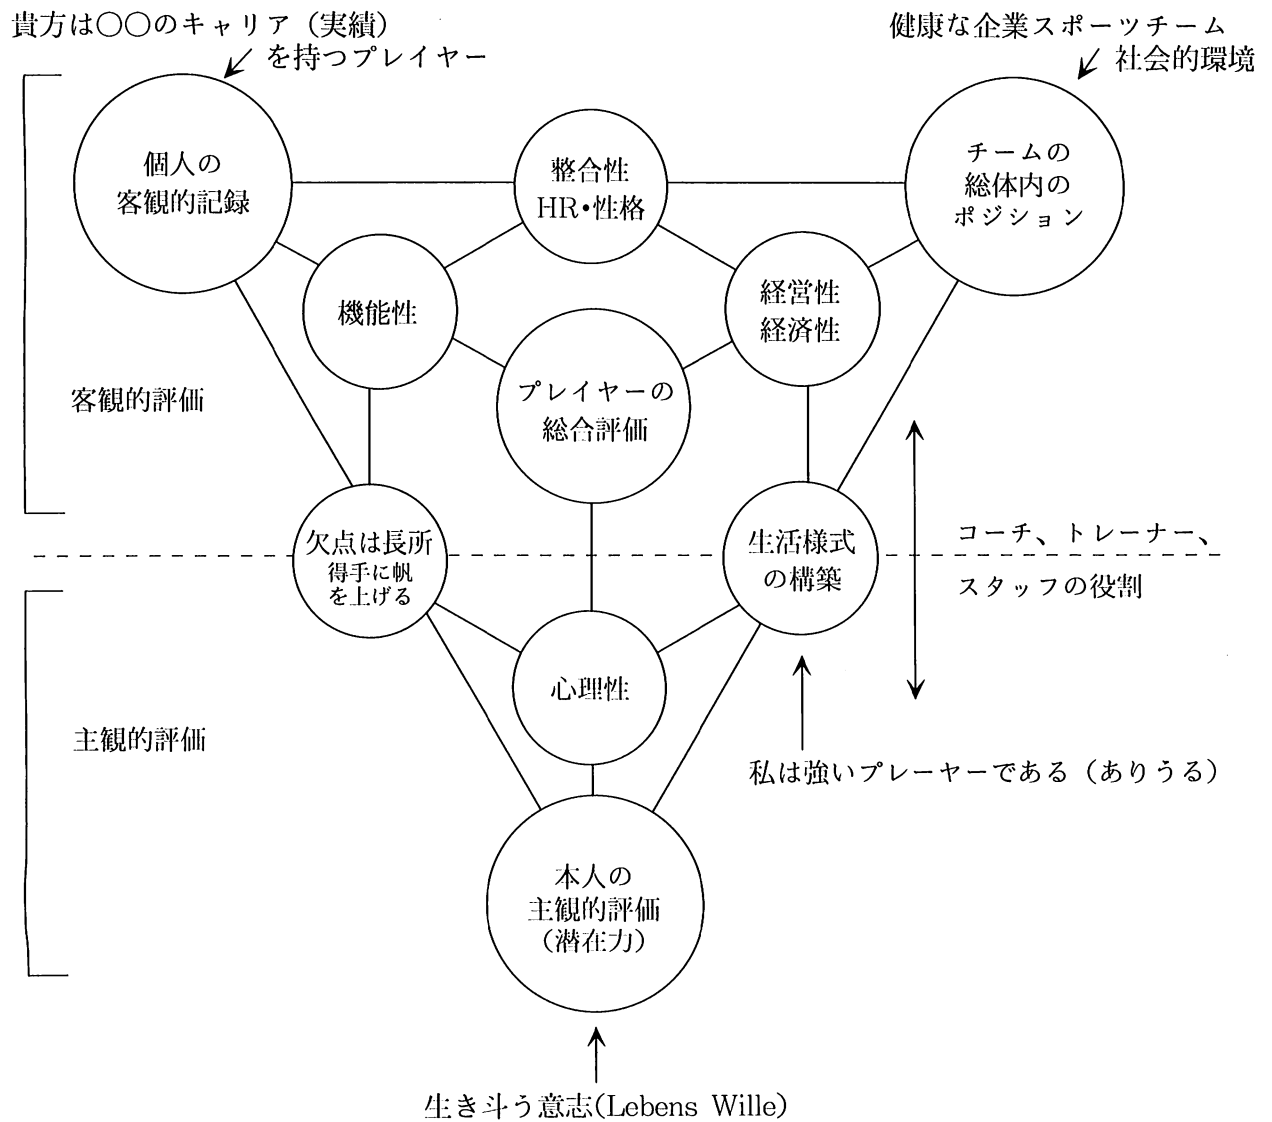 貴方は〇〇のキャリア（実績）
を持つプレイヤー
健康な企業スポーツチーム
社会的環境
個人の
客観的記録
整合性
HR・性格
チームの
総体内の
ポジション
機能性
経営性
経済性
プレイヤーの
総合評価
客観的評価
欠点は長所
得手に帆
を上げる
生活様式
の構築
コーチ、トレーナー、
スタッフの役割
心理性
主観的評価
私は強いプレーヤーである（ありうる）
本人の
主観的評価
（潜在力）
生き斗う意志(Lebens Wille)